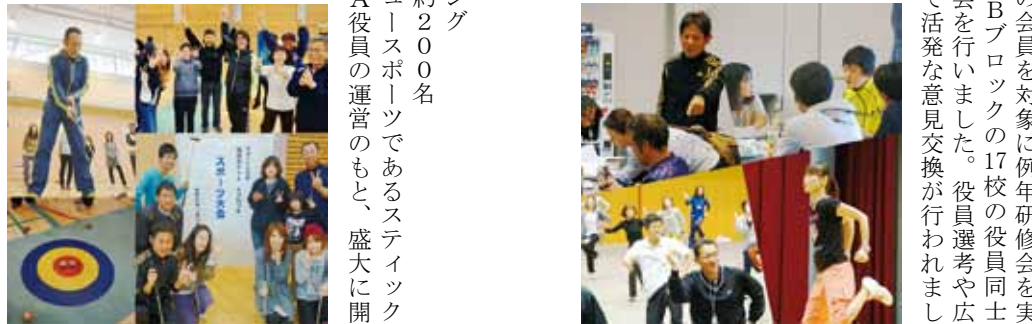 の会員を対象に例年研修会を実
Bブロックの17校の役員同士
会を行いました。役員選考や広
で活発な意見交換が行われまし
ング
約200名
ュースポーツであるスティック
A役員の運営のもと、盛大に開
スポーツ大会